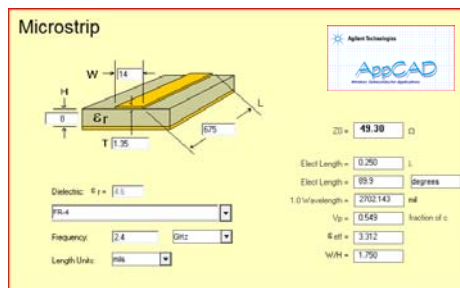 Microstrip
Agilent Technologies
AppCAD
W 14
H
8
εr
L
T 1.35
675
Z0 = 49.30 Ω
Elect Length = 0.250 λ
Elect Length = 89.9 degrees
1.0 Wavelength = 2702.143 mil
Vp = 0.549 fraction of c
ε eff = 3.312
W/H = 1.750
Dielectric: ε r = 4.6
FR-4
Frequency: 2.4 GHz
Length Units: mils